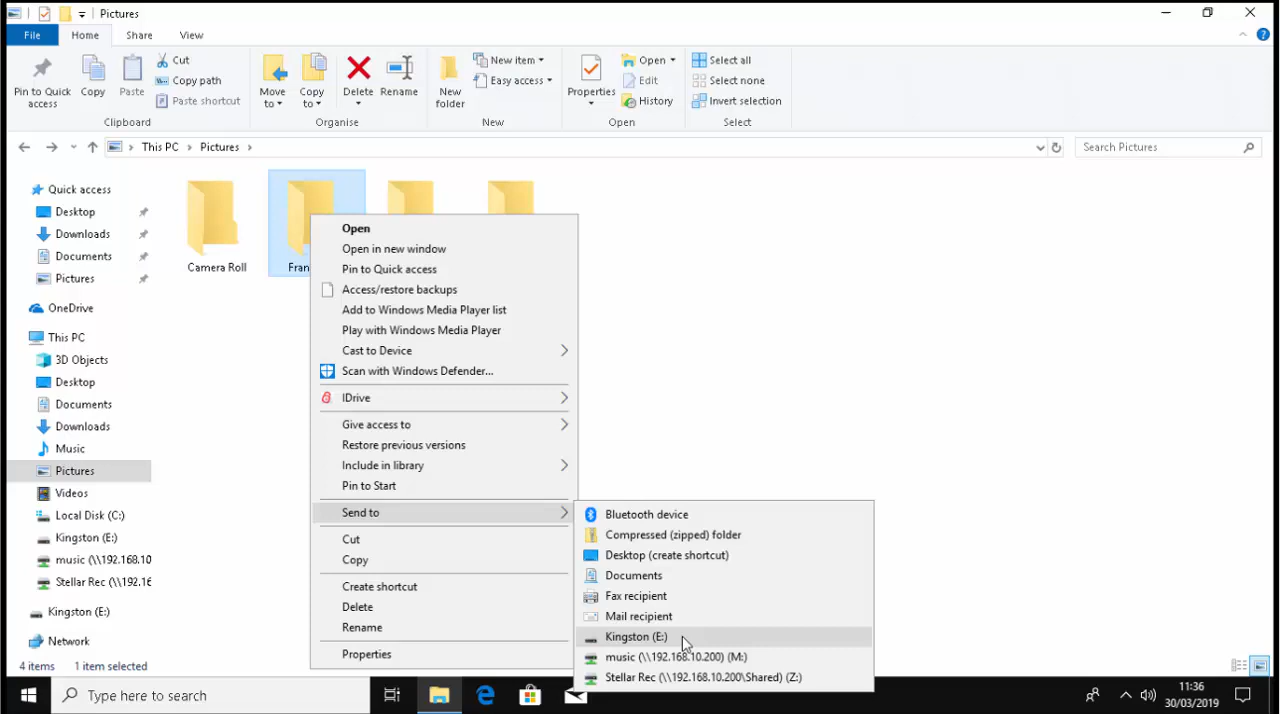 Pictures
File
Home
Share
View
Pin to Quick access
Copy
Paste
Cut
Copy path
Paste shortcut
Clipboard
Move to
Copy to
Delete
Rename
Organise
New folder
New item
Easy access
New
Properties
Open
Edit
History
Open
Select all
Select none
Invert selection
Select
This PC
Pictures
Search Pictures
Quick access
Desktop
Downloads
Documents
Pictures
OneDrive
This PC
3D Objects
Desktop
Documents
Downloads
Music
Pictures
Videos
Local Disk (C:)
Kingston (E:)
music (\\192.168.10
Stellar Rec (\\192.16
Kingston (E:)
Network
Camera Roll
Fran
Open
Open in new window
Pin to Quick access
Access/restore backups
Add to Windows Media Player list
Play with Windows Media Player
Cast to Device
Scan with Windows Defender...
IDrive
Give access to
Restore previous versions
Include in library
Pin to Start
Send to
Cut
Copy
Create shortcut
Delete
Rename
Properties
Bluetooth device
Compressed (zipped) folder
Desktop (create shortcut)
Documents
Fax recipient
Mail recipient
Kingston (E:)
music (\\192.168.10.200) (M:)
Stellar Rec (\\192.168.10.200\Shared) (Z:)
4 items
1 item selected
Type here to search
11:36
30/03/2019